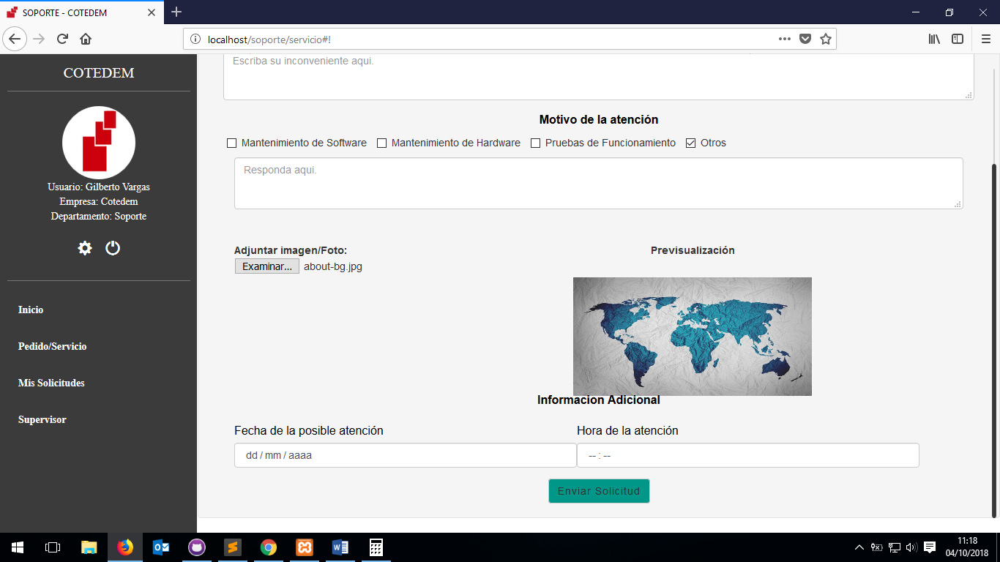 SOPORTE - COTEDEM
localhost/soporte/servicio#!
COTEDEM
Usuario: Gilberto Vargas
Empresa: Cotedem
Departamento: Soporte
Inicio
Pedido/Servicio
Mis Solicitudes
Supervisor
Escriba su inconveniente aqui.
Motivo de la atención
Mantenimiento de Software Mantenimiento de Hardware Pruebas de Funcionamiento Otros
Responda aqui.
Adjuntar imagen/Foto: Previsualización
Examinar... about-bg.jpg
Informacion Adicional
Fecha de la posible atención Hora de la atención
dd / mm / aaaa -- : --
Enviar Solicitud
11:18
04/10/2018